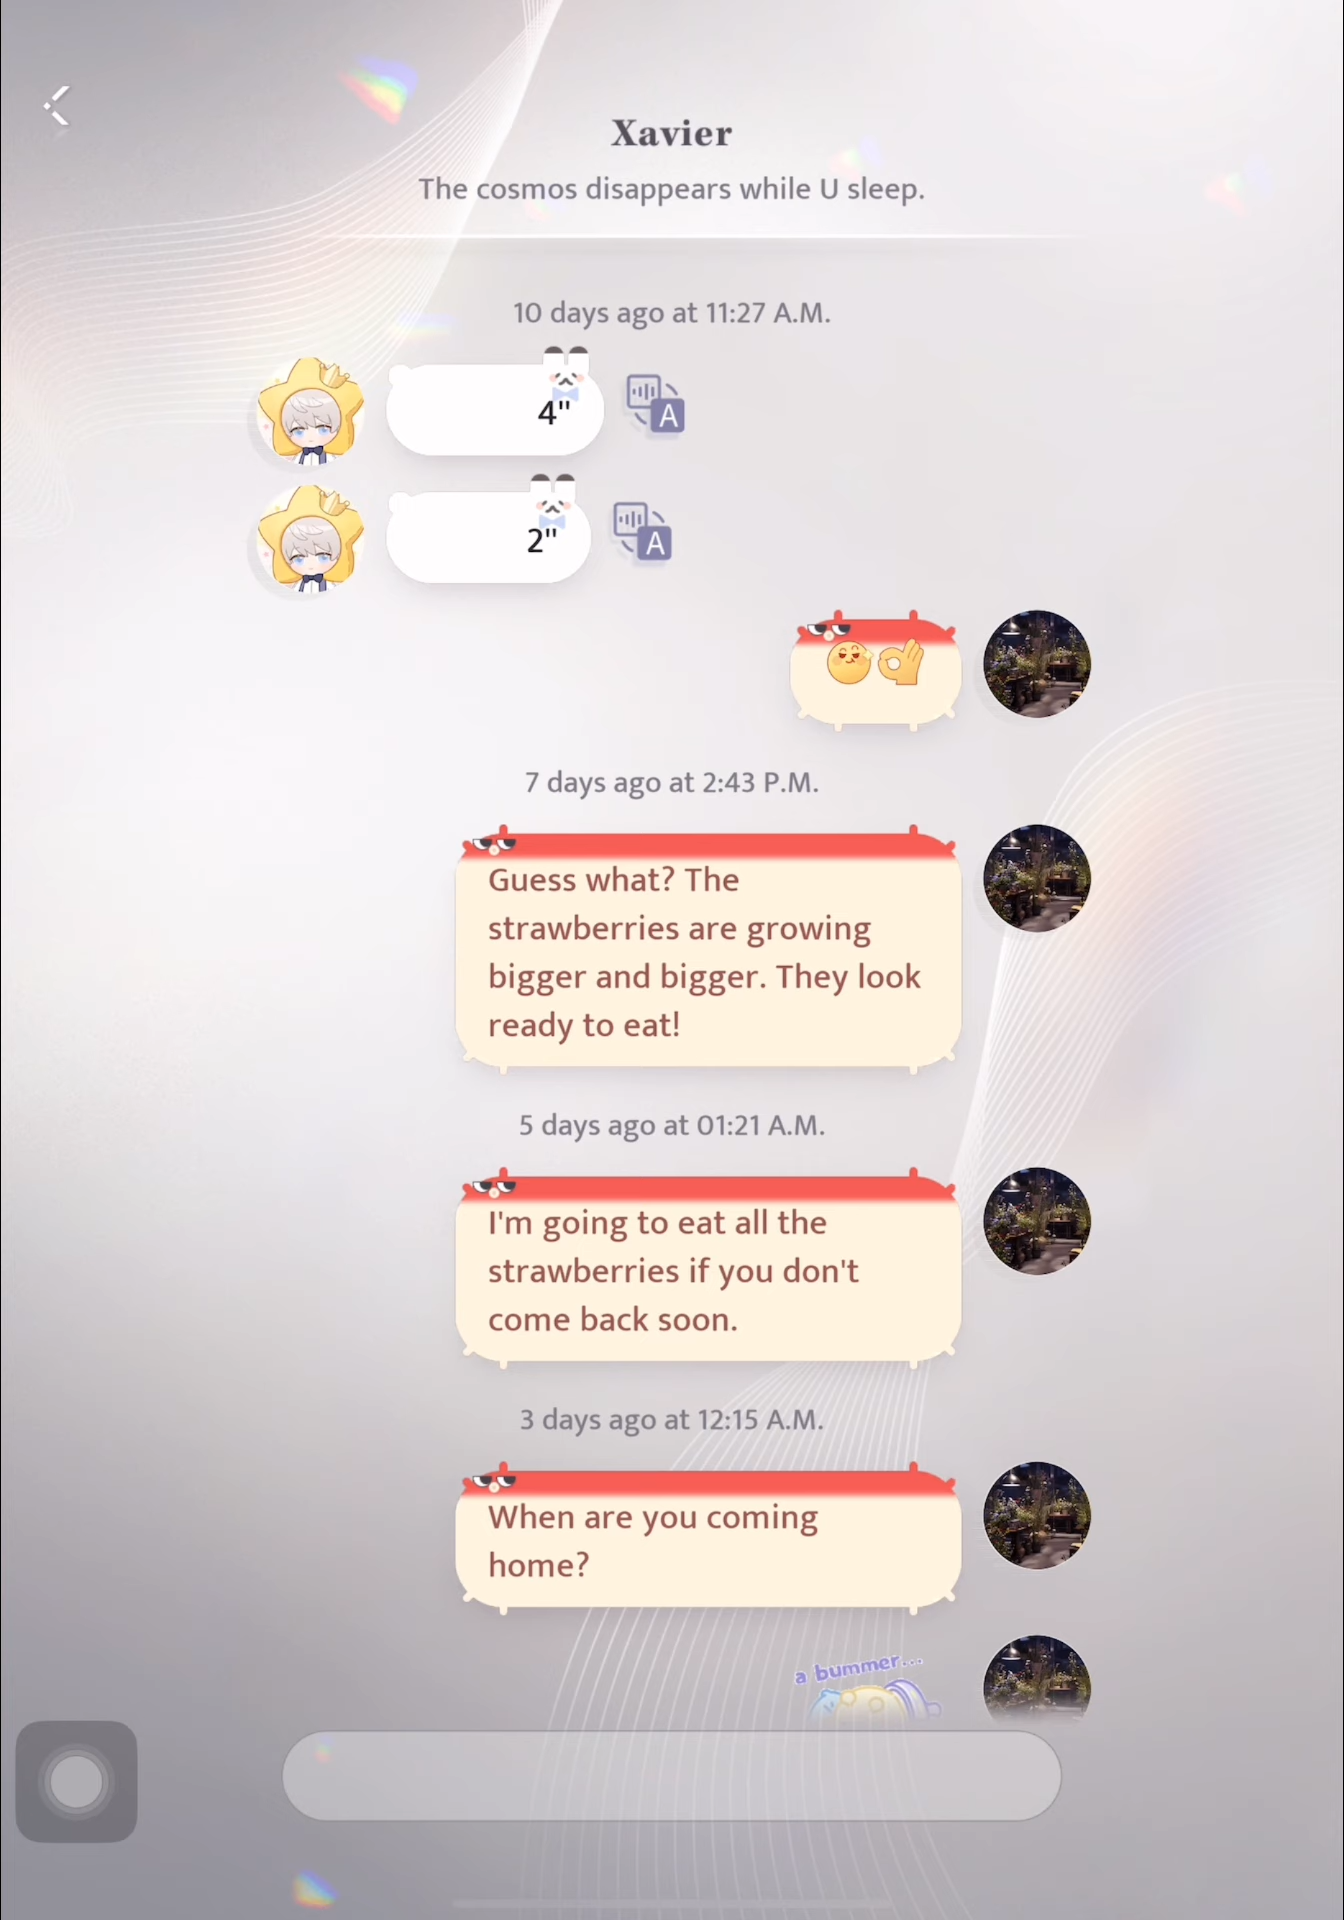 Xavier
The cosmos disappears while U sleep.
10 days ago at 11:27 A.M.
4"
A
2"
A
7 days ago at 2:43 P.M.
Guess what? The
strawberries are growing
bigger and bigger. They look
ready to eat!
5 days ago at 01:21 A.M.
I'm going to eat all the
strawberries if you don't
come back soon.
3 days ago at 12:15 A.M.
When are you coming
home?
a bummer...